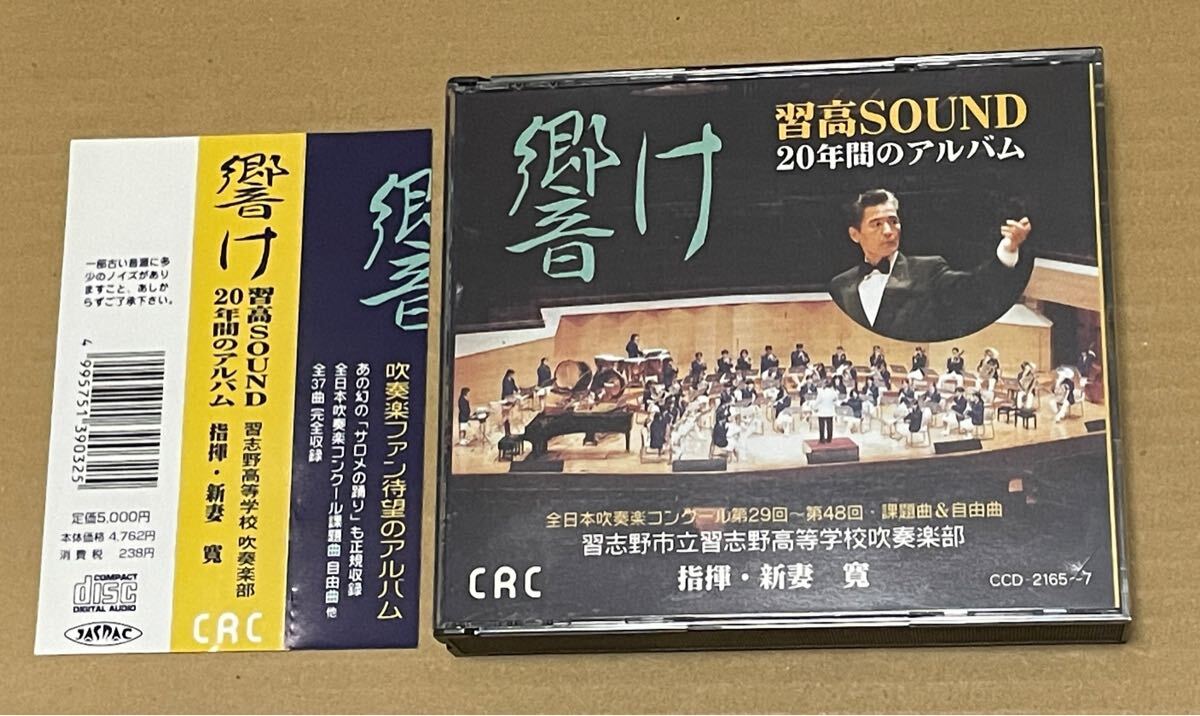 一部古い音源に多
少のノイズがあり
ますこと、あしか
らずご了承下さい。
4995751390325
定価5,000円
本体価格 4,762円
消費税 238円
COMPACT
disc
DIGITAL AUDIO
JASRAC
響け
習高SOUND
20年間のアルバム
習志野高等学校 吹奏楽部
指揮・新妻 寛
CRC
響
吹奏楽ファン待望のアルバム
あの幻の「サロメの踊り」も正規収録
全日本吹奏楽コンクール課題曲 自由曲 他
全37曲 完全収録
響け
習高SOUND
20年間のアルバム
全日本吹奏楽コンクール第29回〜第48回・課題曲&自由曲
習志野市立習志野高等学校吹奏楽部
指揮・新妻 寛
CRC
CCD-2165~7